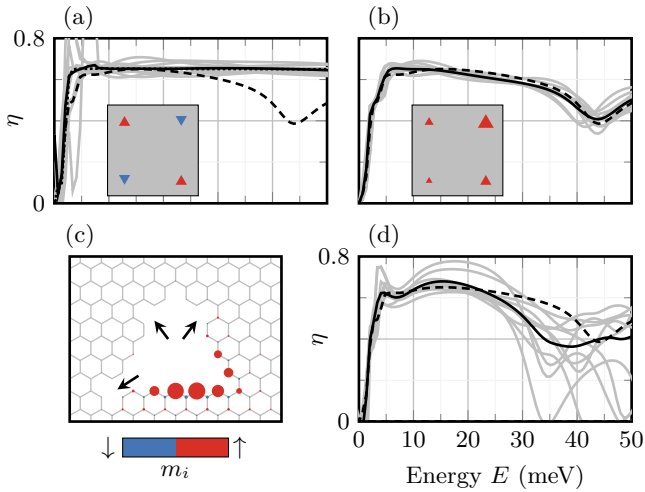 (a)
(b)
0.8
η
0
(c)
(d)
0.8
η
0
↓ ↑
m_i
0 10 20 30 40 50
Energy E (meV)